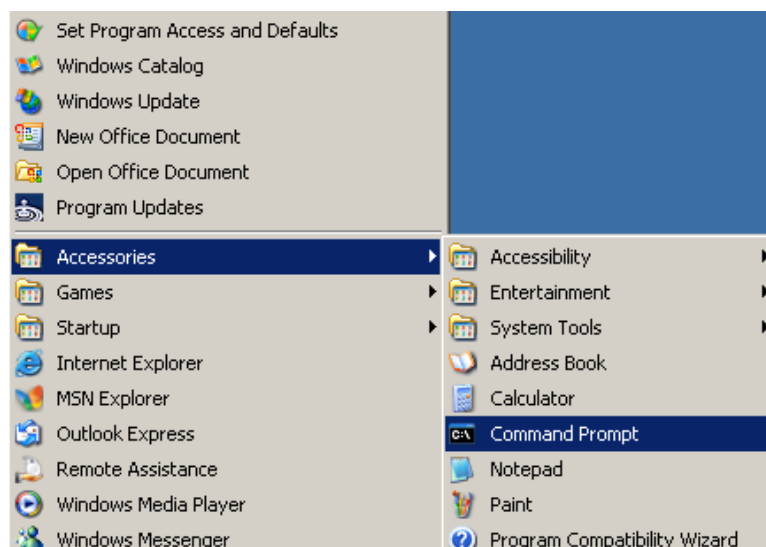 Set Program Access and Defaults
Windows Catalog
Windows Update
New Office Document
Open Office Document
Program Updates
Accessories
Games
Startup
Internet Explorer
MSN Explorer
Outlook Express
Remote Assistance
Windows Media Player
Windows Messenger
Accessibility
Entertainment
System Tools
Address Book
Calculator
C:\ Command Prompt
Notepad
Paint
Program Compatibility Wizard